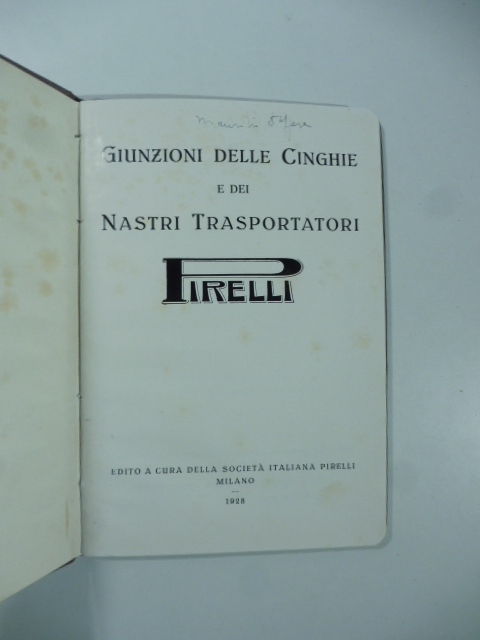 GIUNZIONI DELLE CINGHIE
E DEI
NASTRI TRASPORTATORI
PIRELLI
EDITO A CURA DELLA SOCIETÀ ITALIANA PIRELLI
MILANO
—
1928